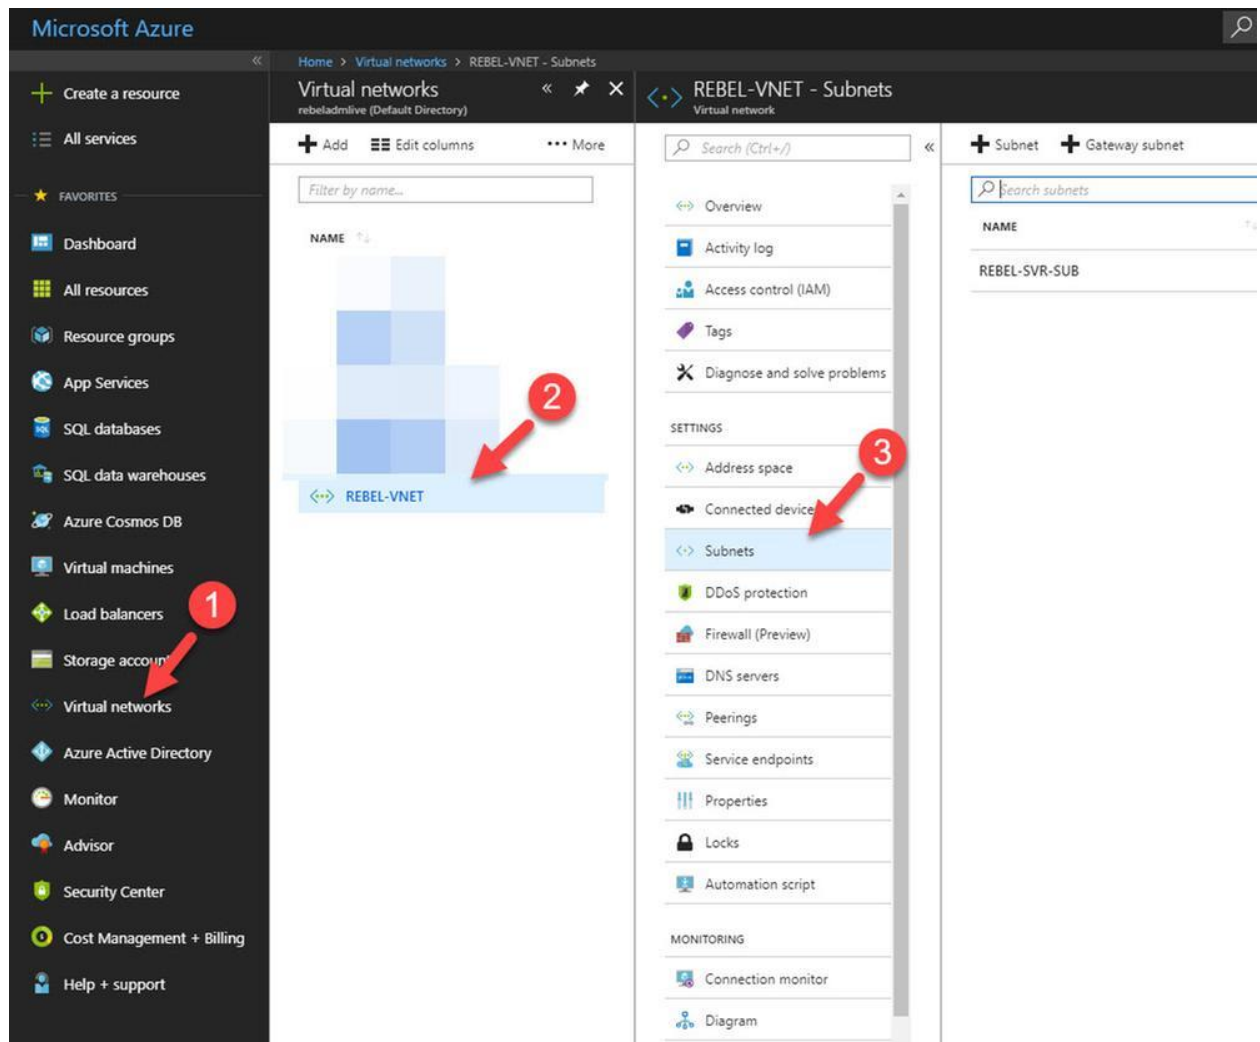 Microsoft Azure
Home > Virtual networks > REBEL-VNET - Subnets
Create a resource
All services
FAVORITES
Dashboard
All resources
Resource groups
App Services
SQL databases
SQL data warehouses
Azure Cosmos DB
Virtual machines
Load balancers
1
Storage account
Virtual networks
Azure Active Directory
Monitor
Advisor
Security Center
Cost Management + Billing
Help + support
Virtual networks
rebeladmlive (Default Directory)
Add Edit columns More
Filter by name...
NAME
2
REBEL-VNET
REBEL-VNET - Subnets
Virtual network
Search (Ctrl+/)
Overview
Activity log
Access control (IAM)
Tags
Diagnose and solve problems
SETTINGS
3
Address space
Connected device
Subnets
DDoS protection
Firewall (Preview)
DNS servers
Peerings
Service endpoints
Properties
Locks
Automation script
MONITORING
Connection monitor
Diagram
Subnet Gateway subnet
Search subnets
NAME
REBEL-SVR-SUB